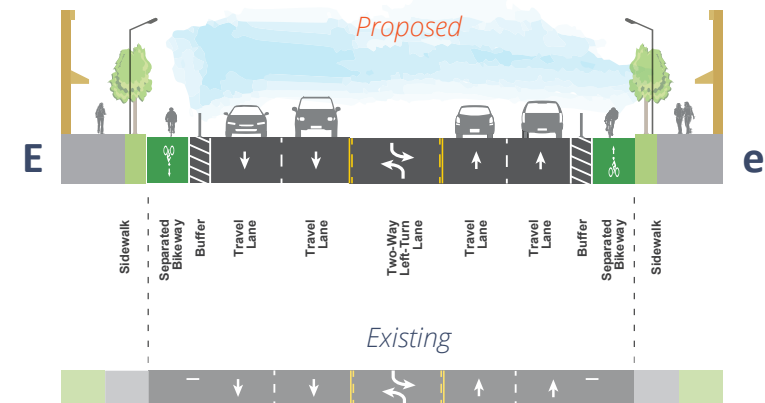 Proposed
E
e
Sidewalk
Separated
Bikeway
Buffer
Travel
Lane
Travel
Lane
Two-Way
Left-Turn
Lane
Travel
Lane
Travel
Lane
Buffer
Separated
Bikeway
Sidewalk
Existing